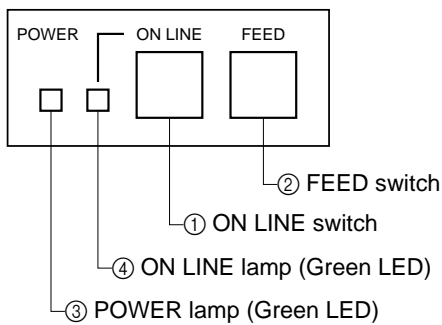 POWER ON LINE FEED
② FEED switch
① ON LINE switch
④ ON LINE lamp (Green LED)
③ POWER lamp (Green LED)